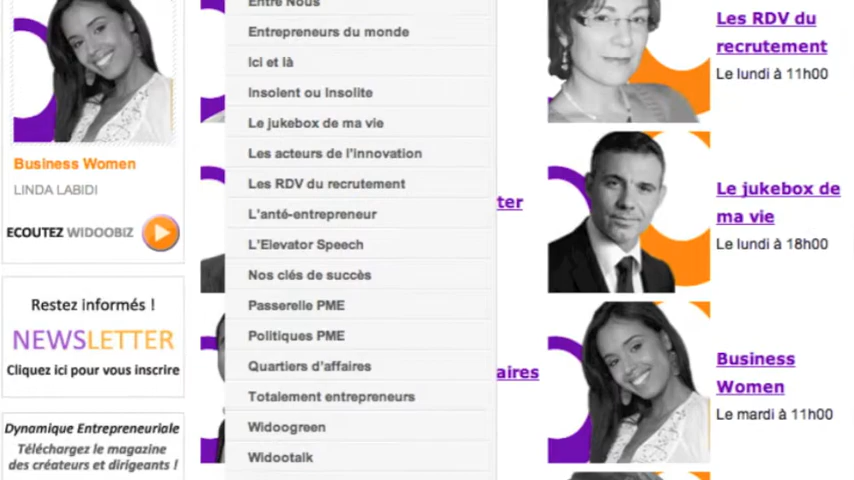 Business Women
LINDA LABIDI
ECOUTEZ WIDOOBIZ
Restez informés !
NEWSLETTER
Cliquez ici pour vous inscrire
Dynamique Entrepreneuriale
Téléchargez le magazine
des créateurs et dirigeants !
Entre Nous
Entrepreneurs du monde
Ici et là
Insolent ou Insolite
Le jukebox de ma vie
Les acteurs de l'innovation
Les RDV du recrutement
L'anté-entrepreneur
L'Elevator Speech
Nos clés de succès
Passerelle PME
Politiques PME
Quartiers d'affaires
Totalement entrepreneurs
Widoogreen
Widootalk
ter
aires
Les RDV du
recrutement
Le lundi à 11h00
Le jukebox de
ma vie
Le lundi à 18h00
Business
Women
Le mardi à 11h00